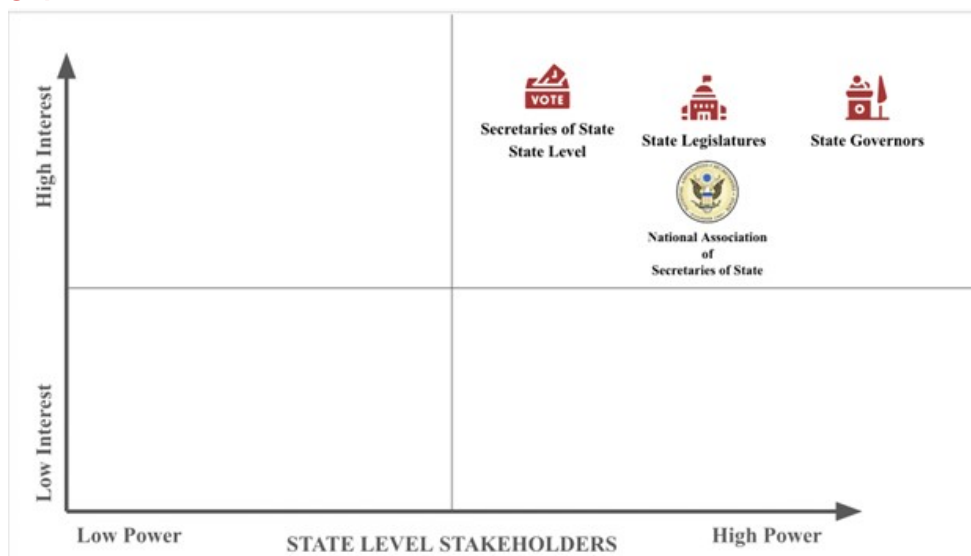 High Interest
VOTE
Secretaries of State
State Level
State Legislatures
State Governors
National Association
of
Secretaries of State
Low Interest
Low Power
STATE LEVEL STAKEHOLDERS
High Power